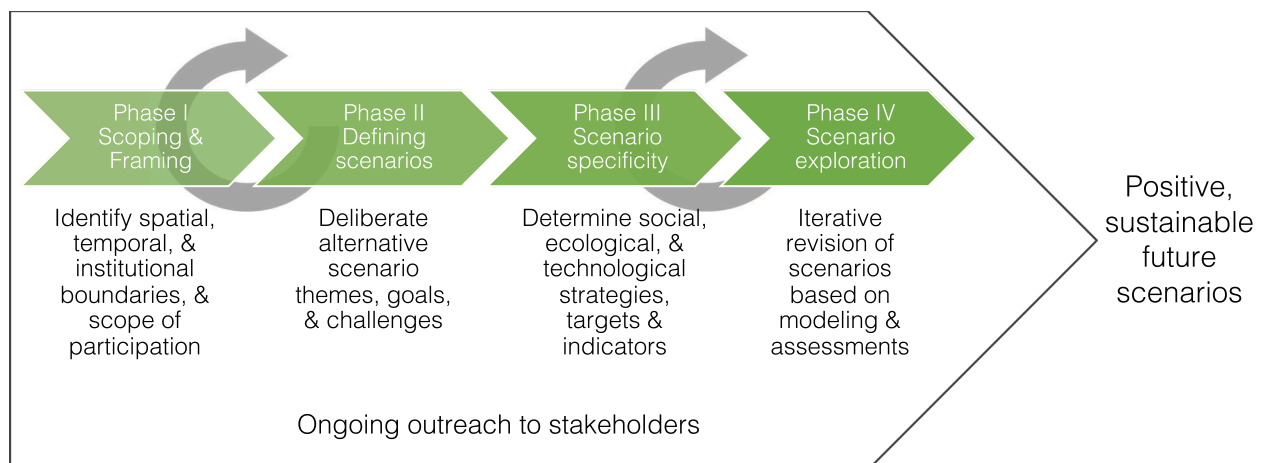 Phase I
Scoping &
Framing
Phase II
Defining
scenarios
Phase III
Scenario
specificity
Phase IV
Scenario
exploration
Identify spatial,
temporal, &
institutional
boundaries, &
scope of
participation
Deliberate
alternative
scenario
themes, goals,
& challenges
Determine social,
ecological, &
technological
strategies,
targets &
indicators
Iterative
revision of
scenarios
based on
modeling &
assessments
Positive,
sustainable
future
scenarios
Ongoing outreach to stakeholders